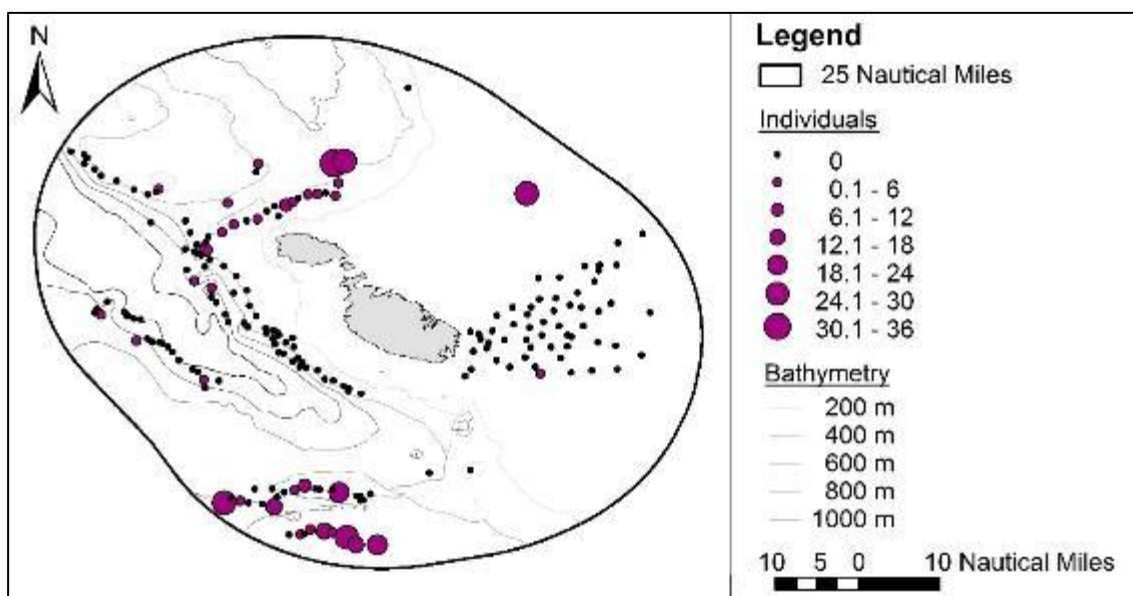 N
Legend
25 Nautical Miles
Individuals
0
0.1 - 6
6.1 - 12
12.1 - 18
18.1 - 24
24.1 - 30
30.1 - 36
Bathymetry
200 m
400 m
600 m
800 m
1000 m
10 5 0 10 Nautical Miles